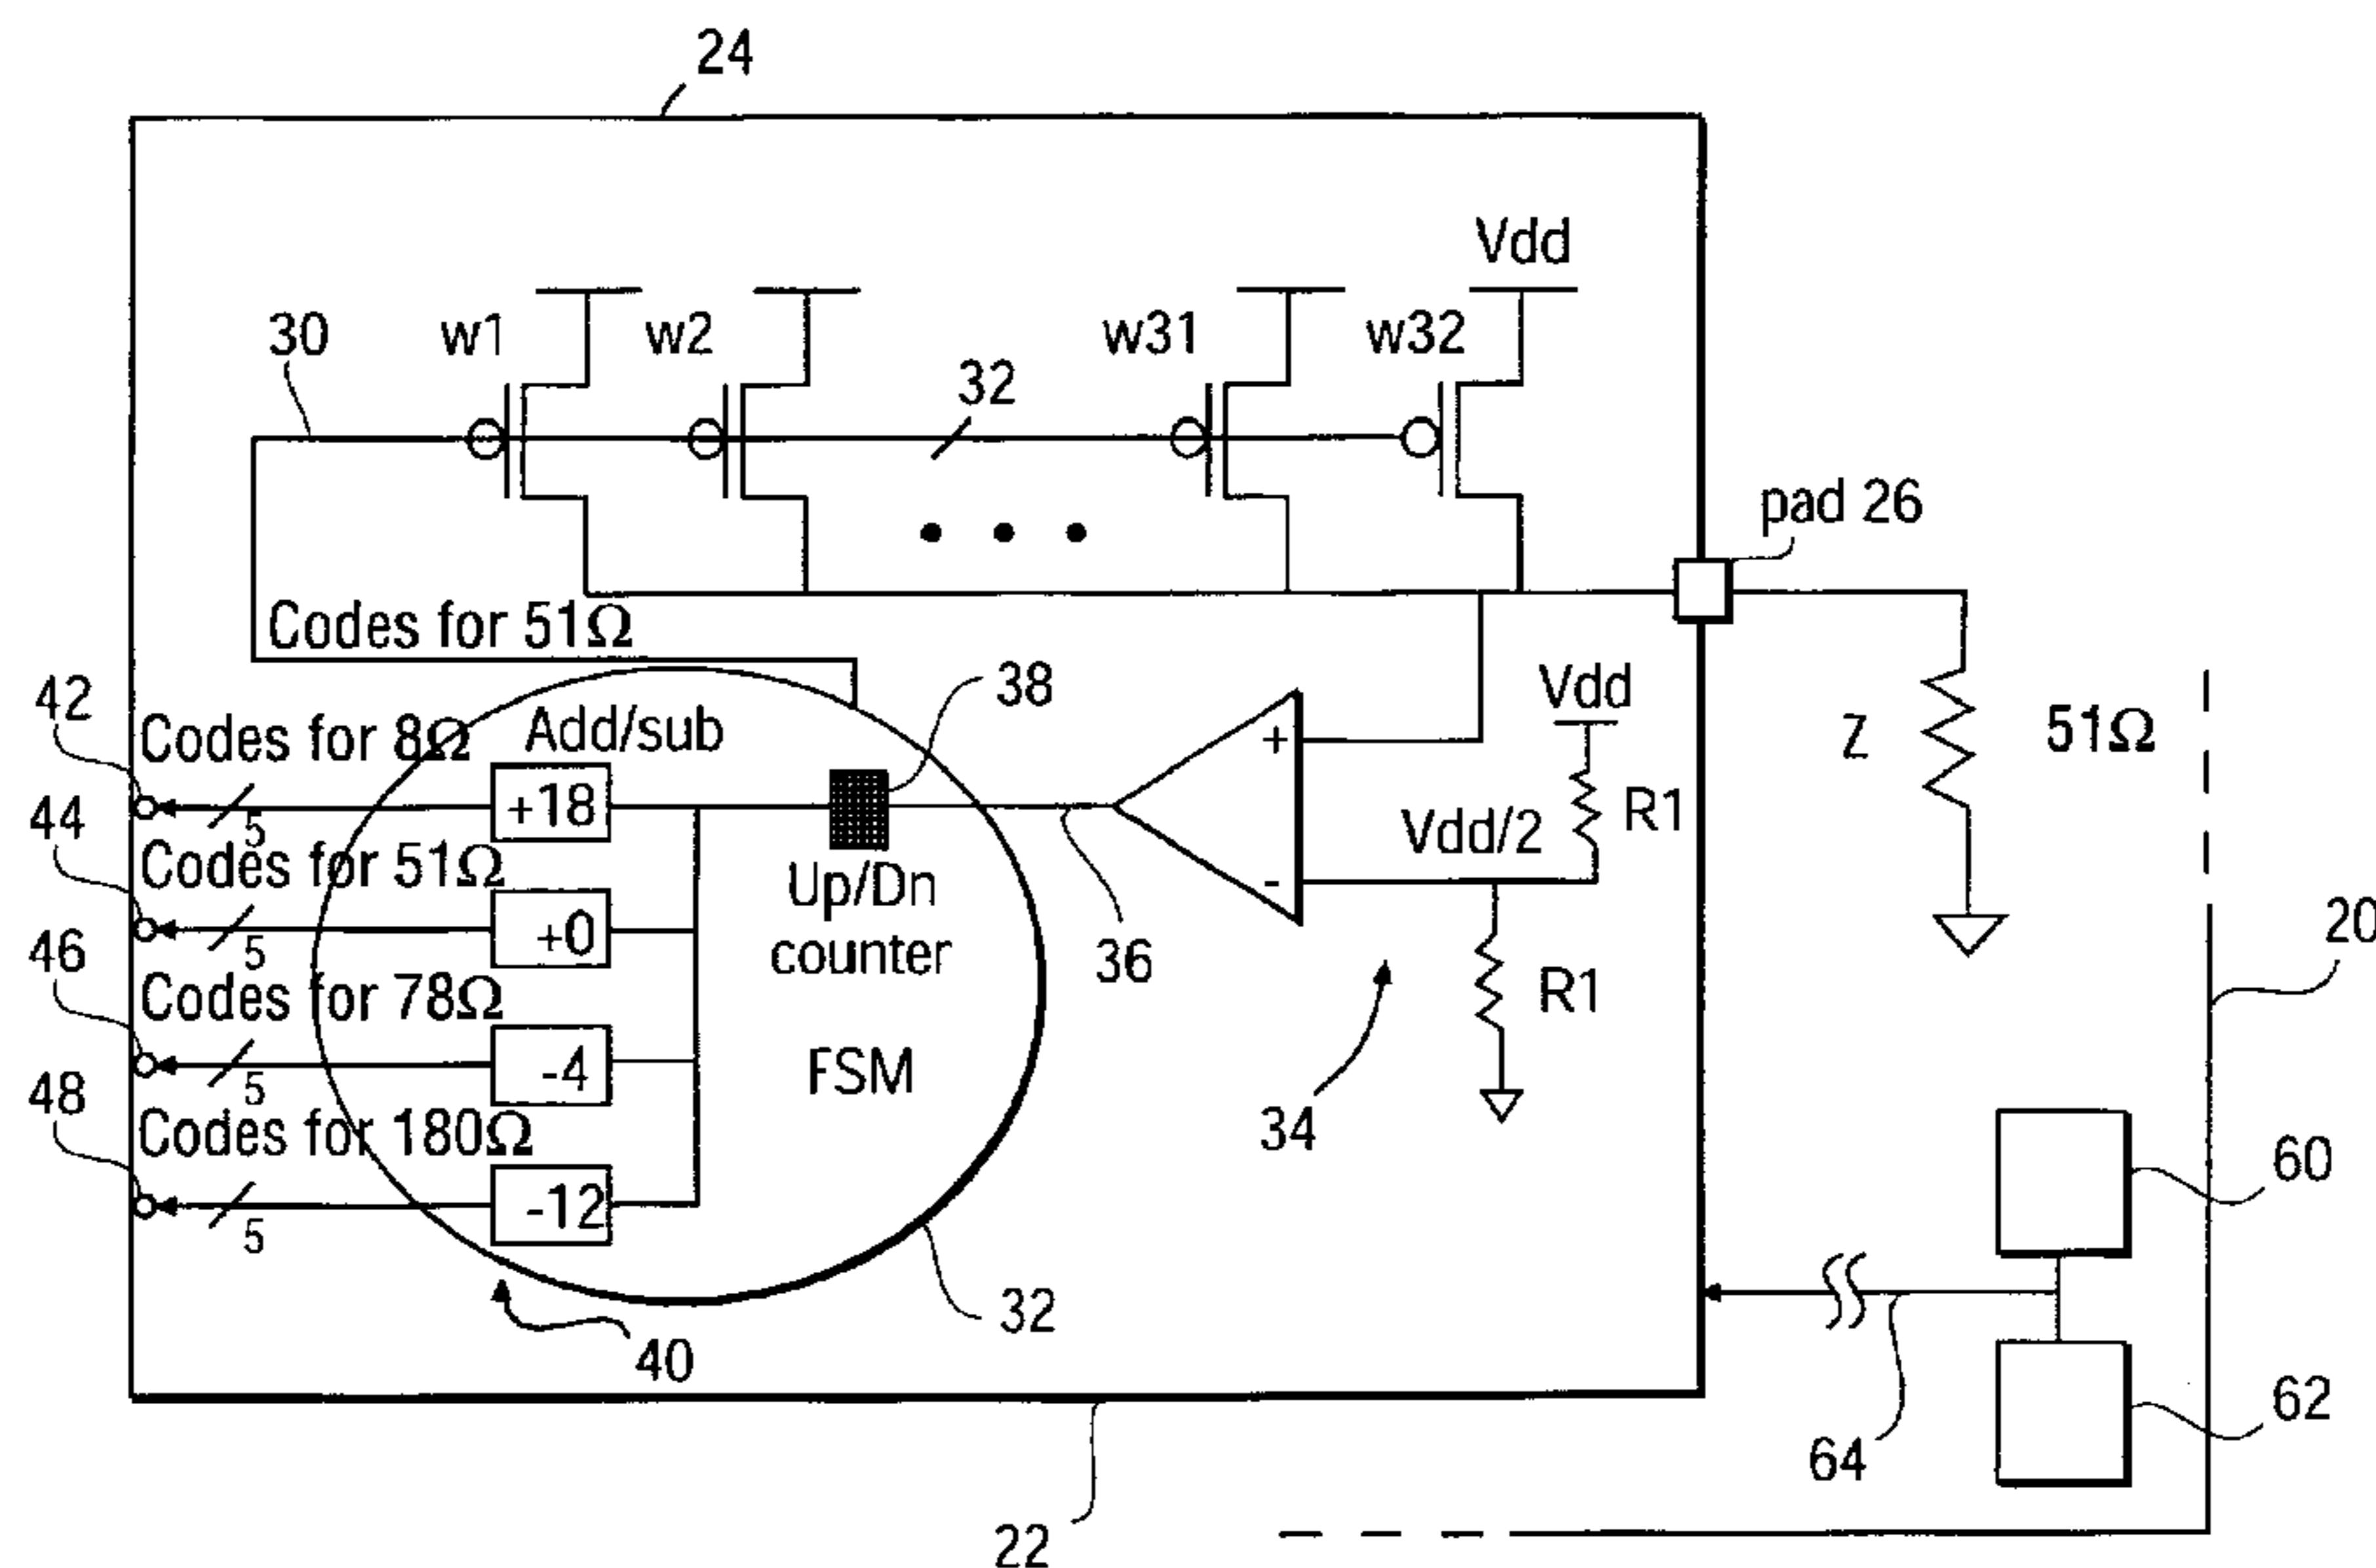 24
Vdd
30
w1
w2
32
w31
w32
pad 26
Codes for 51Ω
38
Vdd
42
Codes for 8Ω
Add/sub
+
Z
51Ω
+18
5
R1
44
Vdd/2
Codes for 51Ω
Up/Dn
counter
-
+0
5
36
20
46
Codes for 78Ω
R1
-4
5
FSM
34
48
Codes for 180Ω
60
-12
5
32
40
62
64
22